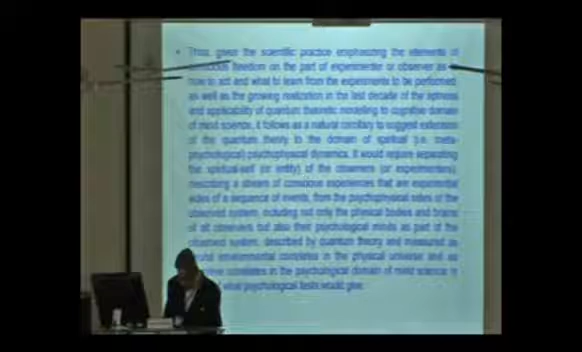 • Thus, given the scientific practice emphasizing the elements of
freedom on the part of experimenter or observer as
how to act and what to learn from the experiments to be performed,
as well as the growing realization in the last decade of the aptness
and applicability of quantum theoretic modelling to cognitive domain
of mind science, it follows as a natural corollary to suggest extension
of the quantum theory to the domain of spiritual (i.e. meta-
psychological) psychophysical dynamics. It would require separating
the spiritual-self (or entity) of the observers (or experimenters),
describing a stream of conscious experiences that are experiential
sides of a sequence of events, from the psychophysical sides of the
observed system, including not only the physical bodies and brains
of all observers but also their psychological minds as part of the
observed system, described by quantum theory and measured as
environmental correlates in the physical universe and as
correlates in the psychological domain of mind science in
what psychological tests would give.